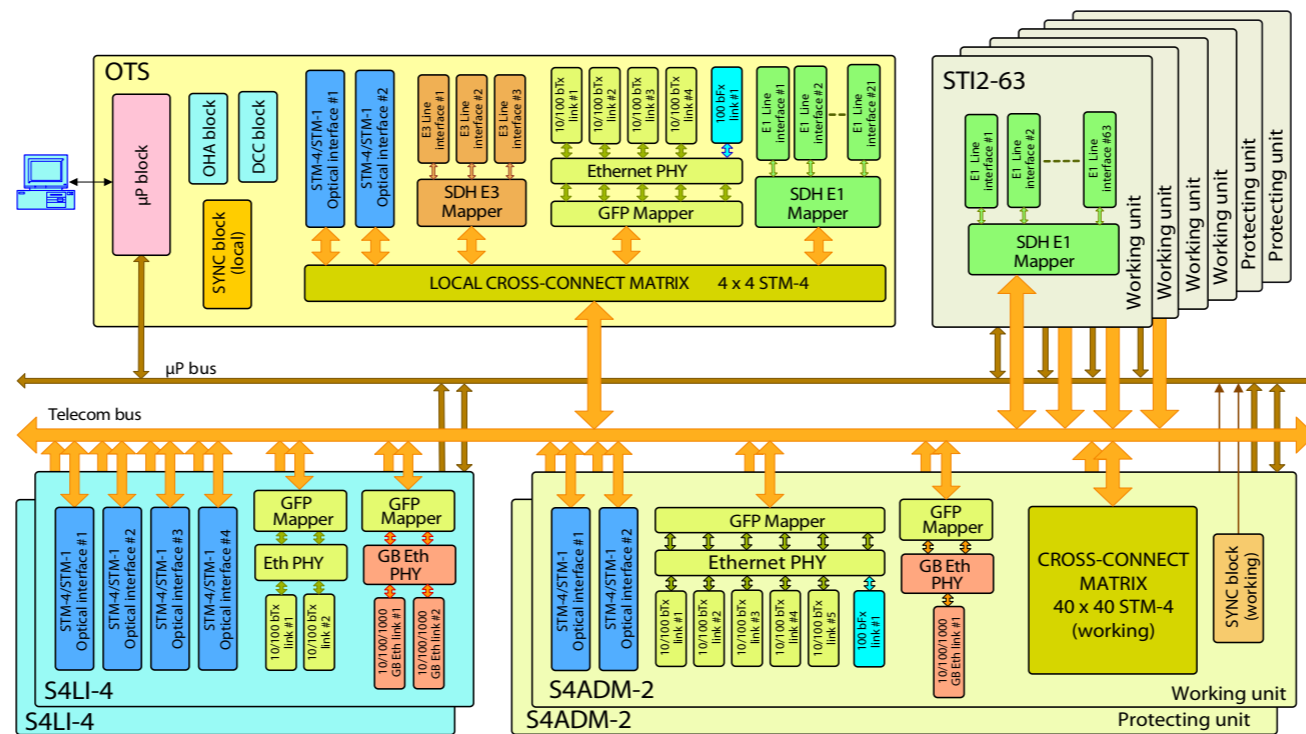 OTS
µP block
OHA block
DCC block
SYNC block
(local)
STM-4/STM-1
Optical interface #1
STM-4/STM-1
Optical interface #2
E3 Line
interface #1
E3 Line
interface #2
E3 Line
interface #3
SDH E3
Mapper
10/100 bTx
link #1
10/100 bTx
link #2
10/100 bTx
link #3
10/100 bTx
link #4
100 bFx
link #1
Ethernet PHY
GFP Mapper
E1 Line
interface #1
E1 Line
interface #2
E1 Line
interface #21
SDH E1
Mapper
LOCAL CROSS-CONNECT MATRIX 4 x 4 STM-4
STI2-63
E1 Line
interface #1
E1 Line
interface #2
E1 Line
interface #63
SDH E1
Mapper
Working unit
Working unit
Working unit
Working unit
Protecting unit
Protecting unit
µP bus
Telecom bus
STM-4/STM-1
Optical interface #1
STM-4/STM-1
Optical interface #2
STM-4/STM-1
Optical interface #3
STM-4/STM-1
Optical interface #4
GFP
Mapper
Eth PHY
10/100 bTx
link #1
10/100 bTx
link #2
GFP
Mapper
GB Eth
PHY
10/100/1000
GB Eth link #1
10/100/1000
GB Eth link #2
S4LI-4
S4LI-4
STM-4/STM-1
Optical interface #1
STM-4/STM-1
Optical interface #2
GFP Mapper
Ethernet PHY
10/100 bTx
link #1
10/100 bTx
link #2
10/100 bTx
link #3
10/100 bTx
link #4
10/100 bTx
link #5
100 bFx
link #1
GFP
Mapper
GB Eth
PHY
10/100/1000
GB Eth link #1
CROSS-CONNECT
MATRIX
40 x 40 STM-4
(working)
SYNC block
(working)
S4ADM-2
Working unit
S4ADM-2
Protecting unit